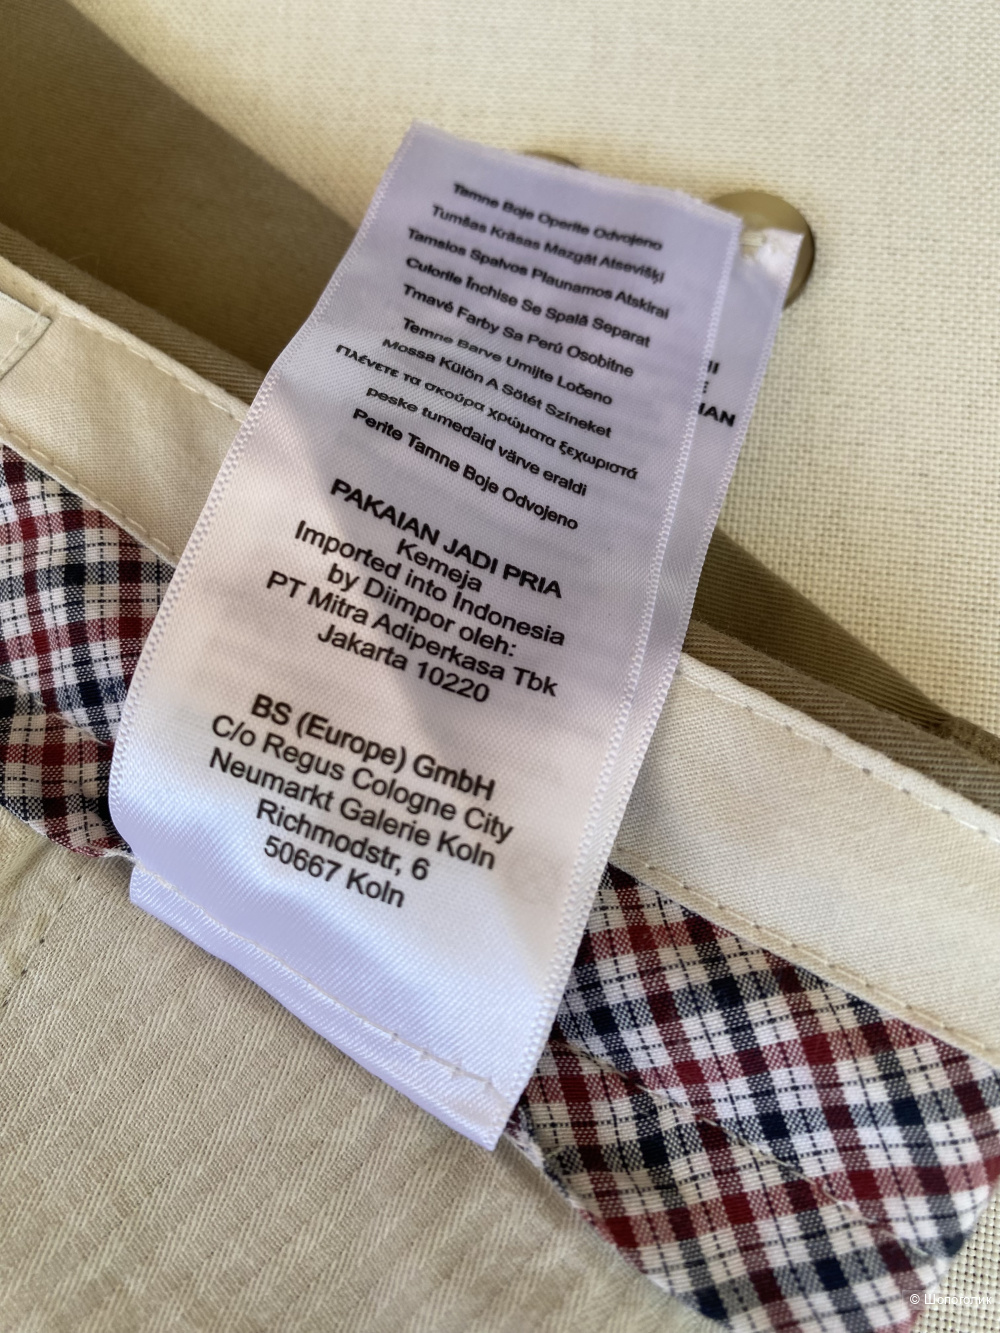 Temne Boje Operite Odvojeno
Tumšas Krāsas Mazgāt Atsevišķi
Tamsios Spalvos Plaunamos Atskirai
Culorile Închise Se Spală Separat
Tmavé Farby Sa Perú Osobitne
Temne Barve Umijte Ločeno
Mossa Külön A Sötét Színeket
Πλένετε τα σκούρα χρώματα ξεχωριστά
peske tumedaid värve eraldi
Perite Tamne Boje Odvojeno
PAKAIAN JADI PRIA
Kemeja
Imported into Indonesia
by Diimpor oleh:
PT Mitra Adiperkasa Tbk
Jakarta 10220
BS (Europe) GmbH
C/o Regus Cologne City
Neumarkt Galerie Koln
Richmodstr, 6
50667 Koln
© Шопоголик